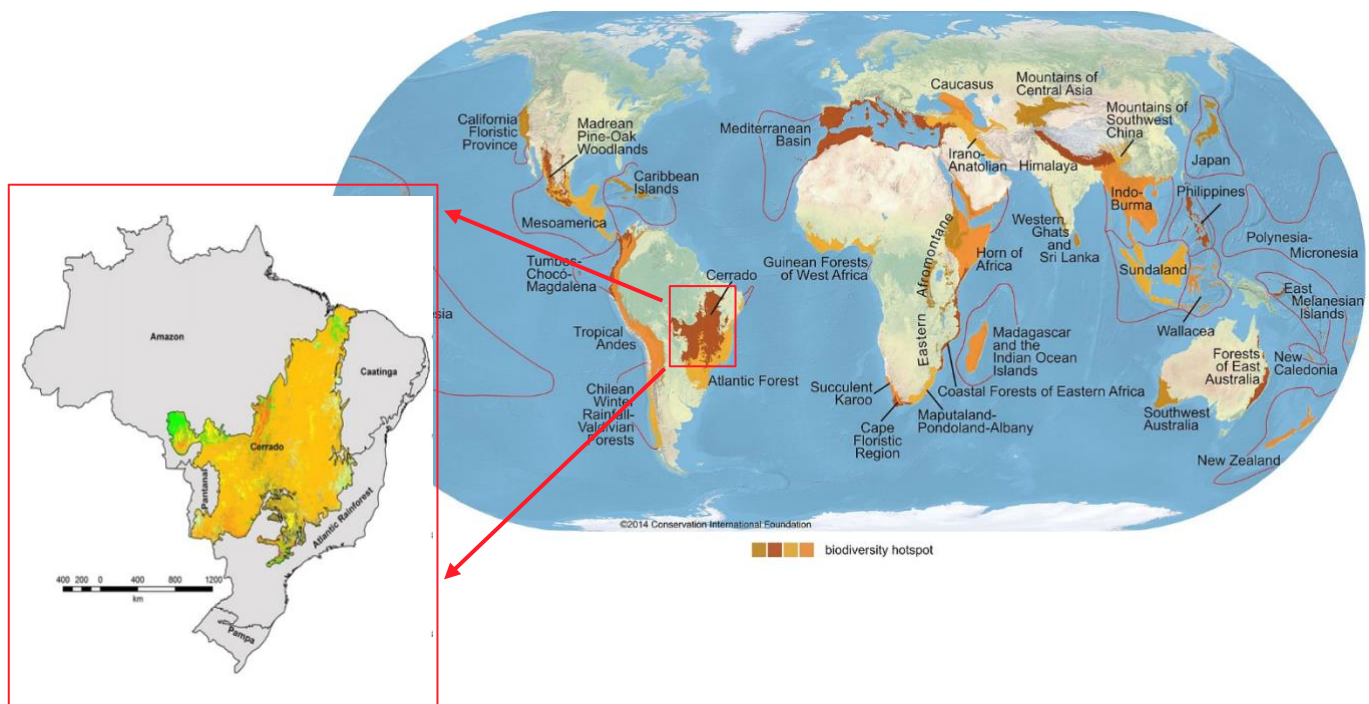 California
Floristic
Province
Madrean
Pine-Oak
Woodlands
Caribbean
Islands
Mesoamerica
Tumbes-
Chocó-
Magdalena
Cerrado
Tropical
Andes
Atlantic Forest
Chilean
Winter
Rainfall-
Valdivian
Forests
esia
Mediterranean
Basin
Caucasus
Mountains of
Central Asia
Mountains of
Southwest
China
Irano-
Anatolian
Himalaya
Japan
Indo-
Burma
Philippines
Western
Ghats
and
Sri Lanka
Polynesia-
Micronesia
Guinean Forests
of West Africa
Eastern Afromontane
Horn of
Africa
Sundaland
East
Melanesian
Islands
Wallacea
Madagascar
and the
Indian Ocean
Islands
Forests
of East
Australia
New
Caledonia
Succulent
Karoo
Coastal Forests of Eastern Africa
Cape
Floristic
Region
Maputaland-
Pondoland-Albany
Southwest
Australia
New Zealand
©2014 Conservation International Foundation
biodiversity hotspot
Amazon
Caatinga
Cerrado
Pantanal
Atlantic Rainforest
Pampa
400 200 0 400 800 1200
km